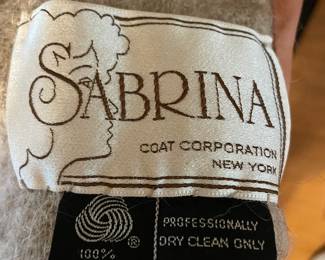 SABRINA
COAT CORPORATION
NEW YORK
PROFESSIONALLY
DRY CLEAN ONLY
®
100%